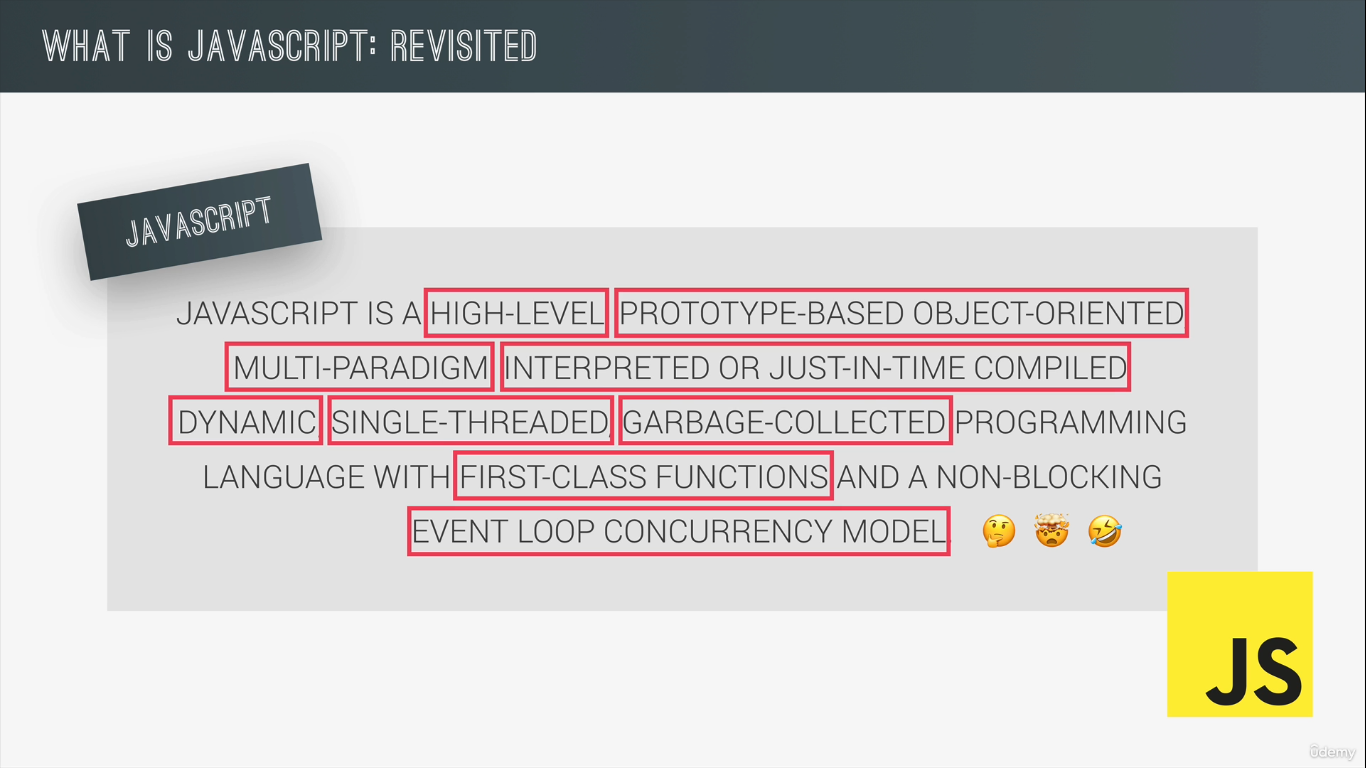 WHAT IS JAVASCRIPT: REVISITED
JAVASCRIPT
JAVASCRIPT IS A HIGH-LEVEL PROTOTYPE-BASED OBJECT-ORIENTED,
MULTI-PARADIGM INTERPRETED OR JUST-IN-TIME COMPILED
DYNAMIC, SINGLE-THREADED, GARBAGE-COLLECTED PROGRAMMING
LANGUAGE WITH FIRST-CLASS FUNCTIONS AND A NON-BLOCKING
EVENT LOOP CONCURRENCY MODEL. 🤔 🤯 🤣
JS
ûdemy